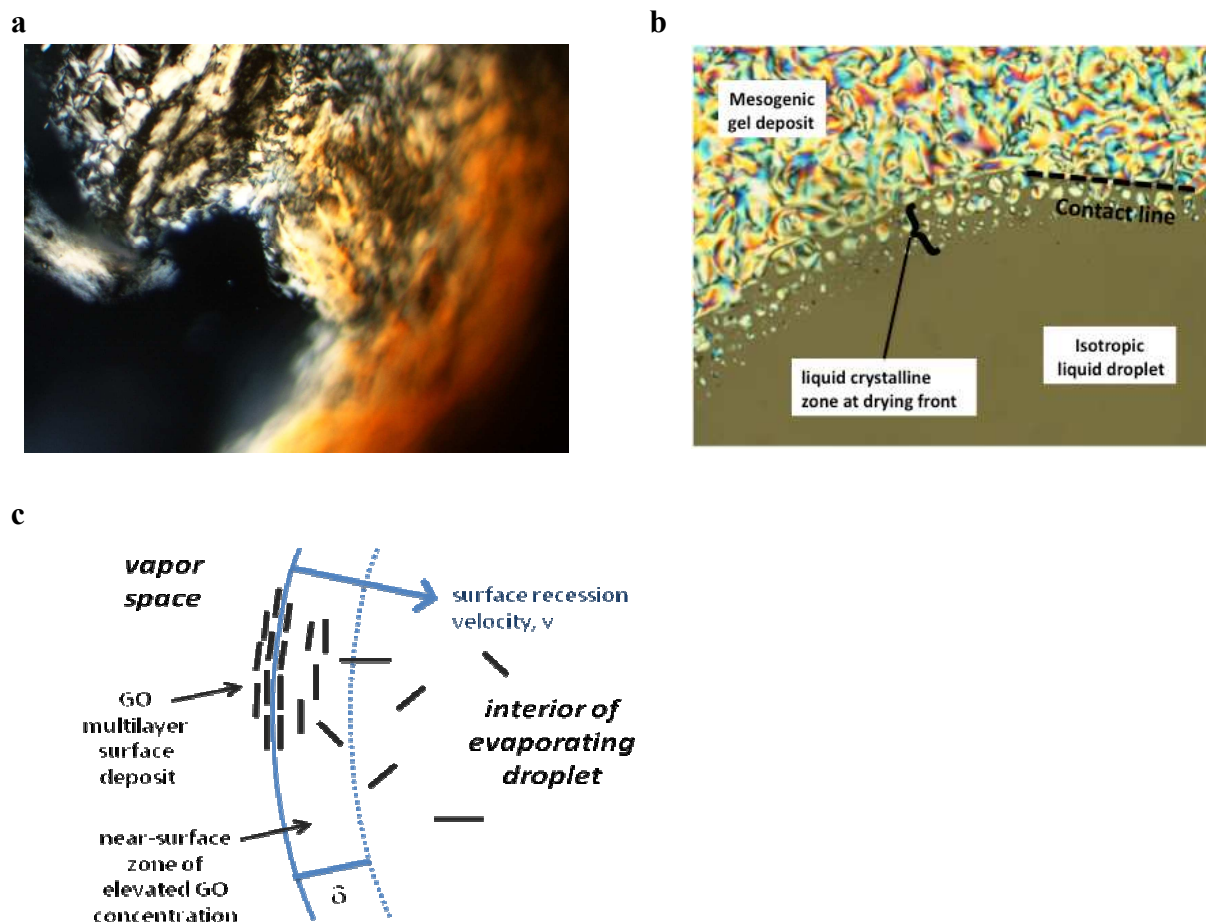 a
b
Mesogenic
gel deposit
Contact line
liquid crystalline
zone at drying front
Isotropic
liquid droplet
c
vapor
space
surface recession
velocity, v
GO
multilayer
surface
deposit
interior of
evaporating
droplet
near-surface
zone of
elevated GO
concentration
δ